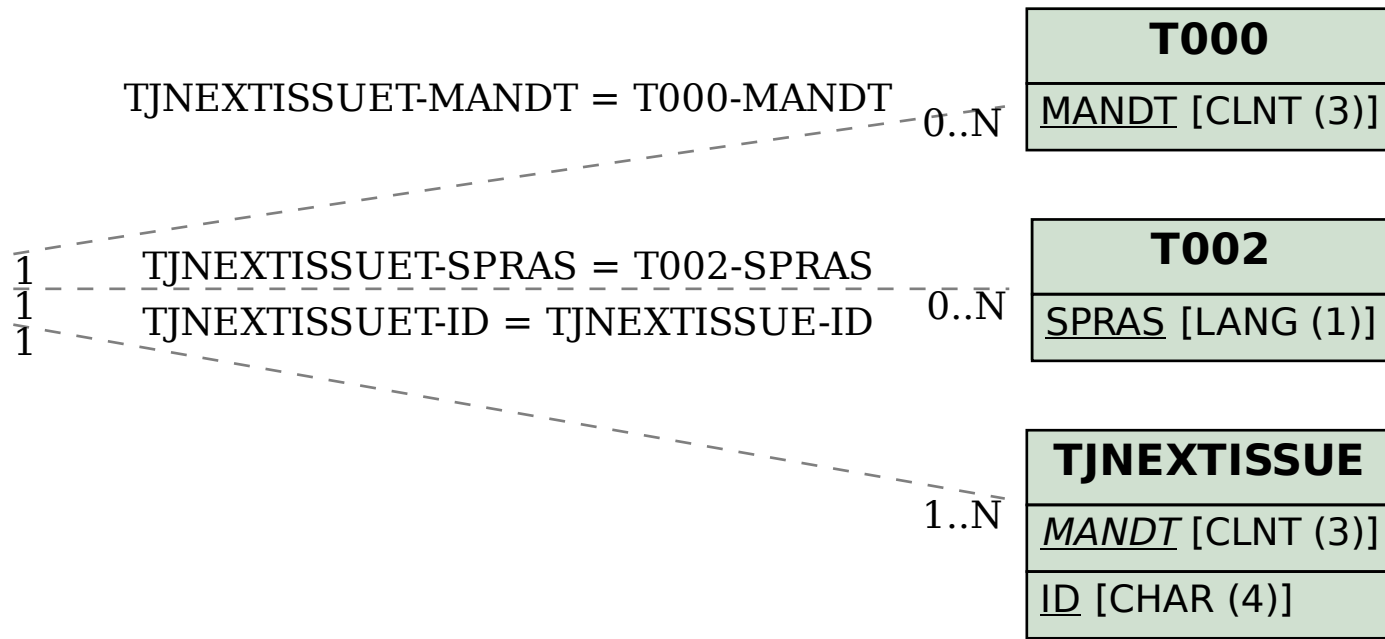 T000
MANDT [CLNT (3)]
TJNEXTISSUET-MANDT = T000-MANDT
0..N
1
T002
SPRAS [LANG (1)]
TJNEXTISSUET-SPRAS = T002-SPRAS
0..N
1
TJNEXTISSUET-ID = TJNEXTISSUE-ID
1
TJNEXTISSUE
MANDT [CLNT (3)]
ID [CHAR (4)]
1..N